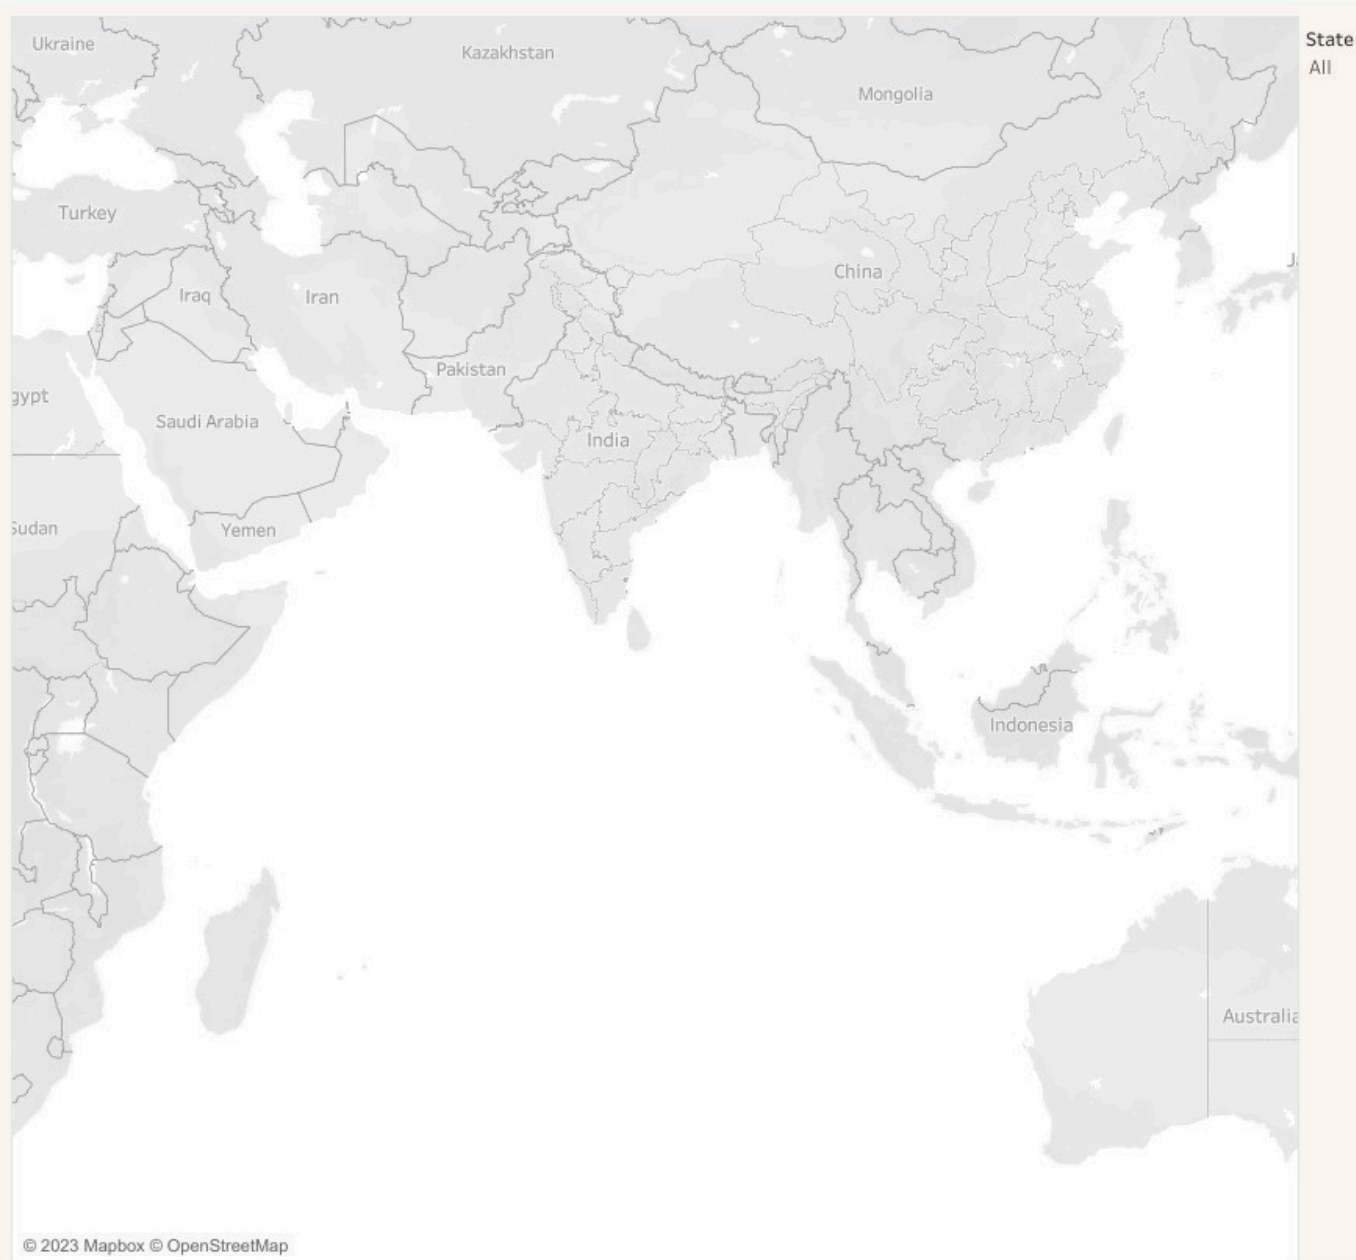 Ukraine
Kazakhstan
State
All
Mongolia
Turkey
China
Iraq
Iran
Pakistan
gypt
Saudi Arabia
India
Sudan
Yemen
Indonesia
Australia
© 2023 Mapbox © OpenStreetMap